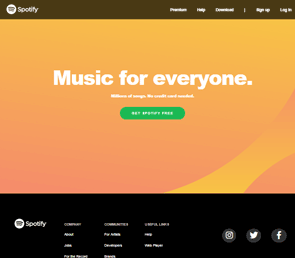 Spotify
Premium Help Download | Sign up Log In
Music for everyone.
Millions of songs. No credit card needed.
GET SPOTIFY FREE
Spotify
COMPANY COMMUNITIES USEFUL LINKS
About For Artists Help
Jobs Developers Web Player
For the Record Brands